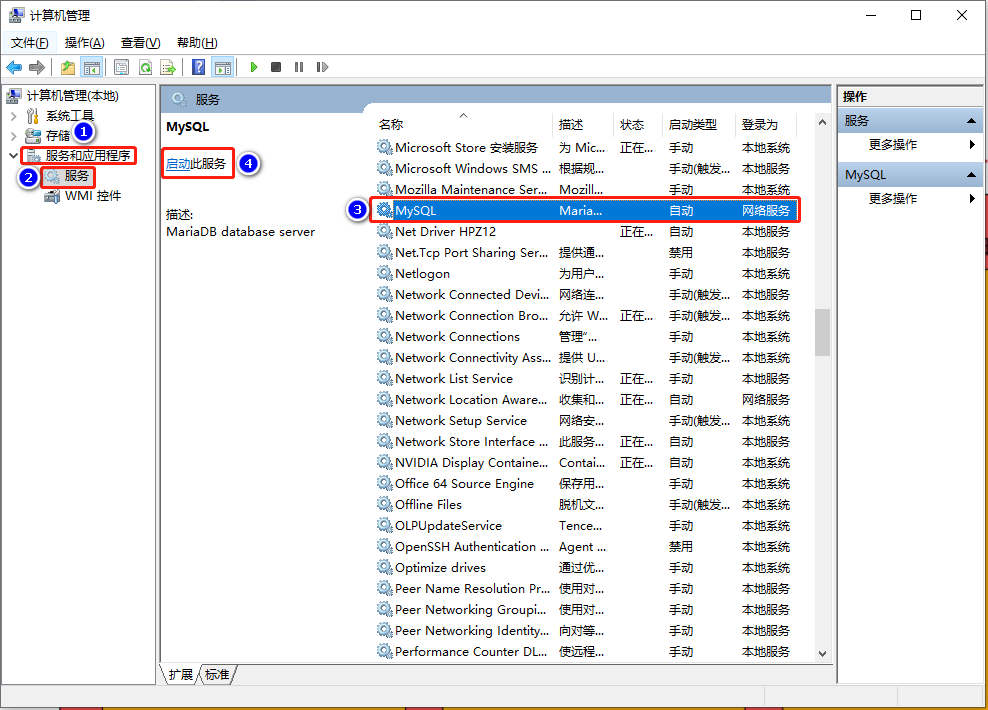 计算机管理
文件(F) 操作(A) 查看(V) 帮助(H)
计算机管理(本地)
系统工具
存储
1
服务和应用程序
2
服务
WMI 控件
服务
MySQL
启动此服务
4
描述:
MariaDB database server
名称 描述 状态 启动类型 登录为
Microsoft Store 安装服务 为 Mic... 正在... 手动 本地系统
Microsoft Windows SMS ... 根据规... 手动(触发... 本地服务
Mozilla Maintenance Ser... Mozill... 手动 本地系统
3
MySQL Maria... 自动 网络服务
Net Driver HPZ12 正在... 自动 本地服务
Net.Tcp Port Sharing Ser... 提供通... 禁用 本地服务
Netlogon 为用户... 手动 本地系统
Network Connected Devi... 网络连... 手动(触发... 本地服务
Network Connection Bro... 允许 W... 正在... 手动(触发... 本地系统
Network Connections 管理“... 手动 本地系统
Network Connectivity Ass... 提供 U... 手动(触发... 本地系统
Network List Service 识别计... 正在... 手动 本地服务
Network Location Aware... 收集和... 正在... 自动 网络服务
Network Setup Service 网络安... 手动(触发... 本地系统
Network Store Interface ... 此服务... 正在... 自动 本地服务
NVIDIA Display Containe... Contai... 正在... 自动 本地系统
Office 64 Source Engine 保存用... 手动 本地系统
Offline Files 脱机文... 手动(触发... 本地系统
OLPUpdateService Tence... 手动 本地系统
OpenSSH Authentication ... Agent ... 禁用 本地系统
Optimize drives 通过优... 手动 本地系统
Peer Name Resolution Pr... 使用对... 手动 本地服务
Peer Networking Groupi... 使用对... 手动 本地服务
Peer Networking Identity... 向对等... 手动 本地服务
Performance Counter DL... 使远程... 手动 本地服务
扩展 标准
操作
服务
更多操作
MySQL
更多操作